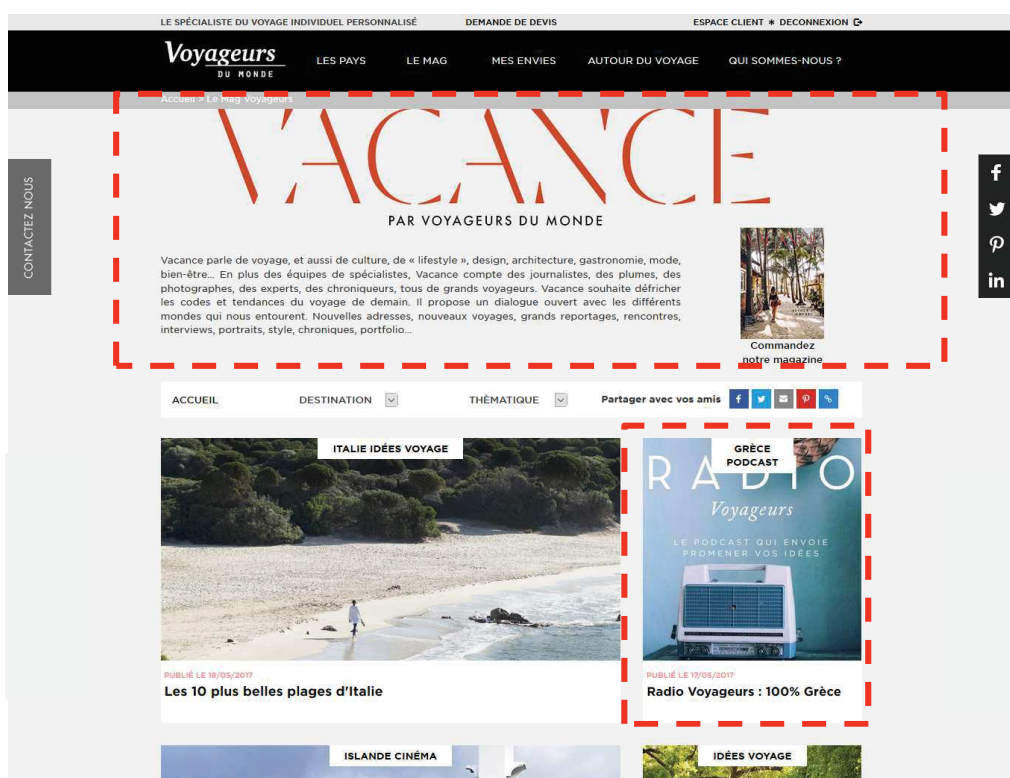 LE SPÉCIALISTE DU VOYAGE INDIVIDUEL PERSONNALISÉ DEMANDE DE DEVIS ESPACE CLIENT DECONNEXION
Voyageurs
DU MONDE
LES PAYS LE MAG MES ENVIES AUTOUR DU VOYAGE QUI SOMMES-NOUS ?
Accueil > Le Mag Voyageurs
VACANCE
PAR VOYAGEURS DU MONDE
CONTACTEZ NOUS
Vacance parle de voyage, et aussi de culture, de « lifestyle », design, architecture, gastronomie, mode,
bien-être... En plus des équipes de spécialistes, Vacance compte des journalistes, des plumes, des
photographes, des experts, des chroniqueurs, tous de grands voyageurs. Vacance souhaite défricher
les codes et tendances du voyage de demain. Il propose un dialogue ouvert avec les différents
mondes qui nous entourent. Nouvelles adresses, nouveaux voyages, grands reportages, rencontres,
interviews, portraits, style, chroniques, portfolio...
Commandez
notre magazine
ACCUEIL DESTINATION THÈMATIQUE Partager avec vos amis
ITALIE IDÉES VOYAGE
PUBLIÉ LE 18/05/2017
Les 10 plus belles plages d'Italie
GRÈCE
PODCAST
RADIO
Voyageurs
LE PODCAST QUI ENVOIE
PROMENER VOS IDÉES
PUBLIÉ LE 17/05/2017
Radio Voyageurs : 100% Grèce
ISLANDE CINÉMA
IDÉES VOYAGE